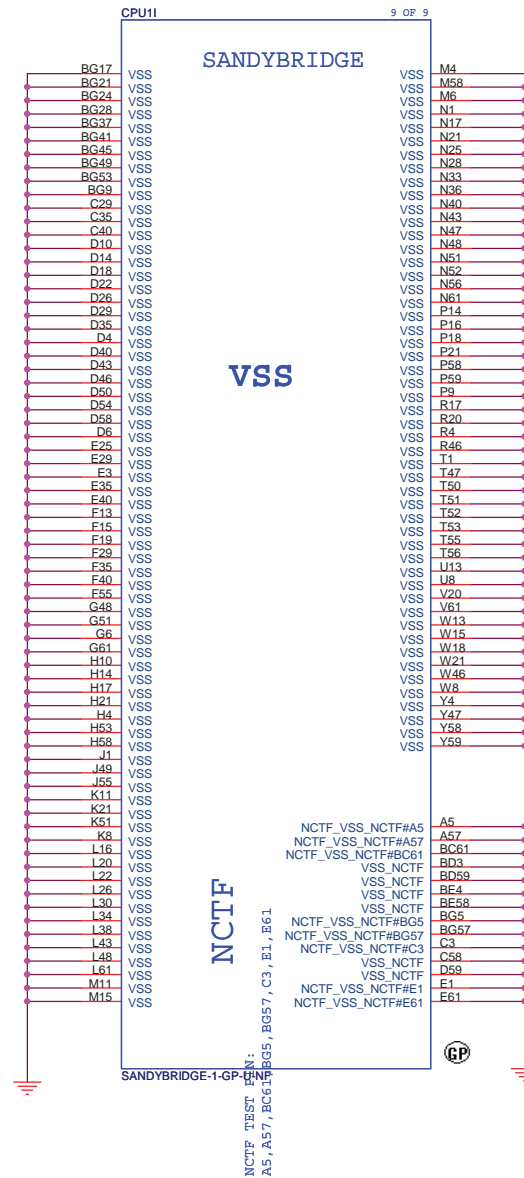 CPU1I
9 OF 9
SANDYBRIDGE
BG17 VSS VSS M4
BG21 VSS VSS M58
BG24 VSS VSS M6
BG28 VSS VSS N1
BG37 VSS VSS N17
BG41 VSS VSS N21
BG45 VSS VSS N25
BG49 VSS VSS N28
BG53 VSS VSS N33
BG9 VSS VSS N36
C29 VSS VSS N40
C35 VSS VSS N43
C40 VSS VSS N47
D10 VSS VSS N48
D14 VSS VSS N51
D18 VSS VSS N52
D22 VSS VSS N56
D26 VSS VSS N61
D29 VSS VSS P14
D35 VSS VSS P16
D4 VSS VSS P18
D40 VSS VSS P21
D43 VSS VSS P58
D46 VSS VSS P59
D50 VSS VSS P9
D54 VSS VSS R17
D58 VSS VSS R20
D6 VSS VSS R4
E25 VSS VSS R46
E29 VSS VSS T1
E3 VSS VSS T47
E35 VSS VSS T50
E40 VSS VSS T51
F13 VSS VSS T52
F15 VSS VSS T53
F19 VSS VSS T55
F29 VSS VSS T56
F35 VSS VSS U13
F40 VSS VSS U8
F55 VSS VSS V20
G48 VSS VSS V61
G51 VSS VSS W13
G6 VSS VSS W15
G61 VSS VSS W18
H10 VSS VSS W21
H14 VSS VSS W46
H17 VSS VSS W8
H21 VSS VSS Y4
H4 VSS VSS Y47
H53 VSS VSS Y58
H58 VSS VSS Y59
J1 VSS
J49 VSS
J55 VSS
K11 VSS
K21 VSS
K51 VSS NCTF_VSS_NCTF#A5 A5
K8 VSS NCTF_VSS_NCTF#A57 A57
L16 VSS NCTF_VSS_NCTF#BC61 BC61
L20 VSS VSS_NCTF BD3
L22 VSS VSS_NCTF BD59
L26 VSS VSS_NCTF BE4
L30 VSS VSS_NCTF BE58
L34 VSS NCTF_VSS_NCTF#BG5 BG5
L38 VSS NCTF_VSS_NCTF#BG57 BG57
L43 VSS NCTF_VSS_NCTF#C3 C3
L48 VSS VSS_NCTF C58
L61 VSS VSS_NCTF D59
M11 VSS NCTF_VSS_NCTF#E1 E1
M15 VSS NCTF_VSS_NCTF#E61 E61
VSS
NCTF
NCTF TEST PIN:
A5,A57,BC61,BG5,BG57,C3,E1,E61
SANDYBRIDGE-1-GP-U-NF
GP